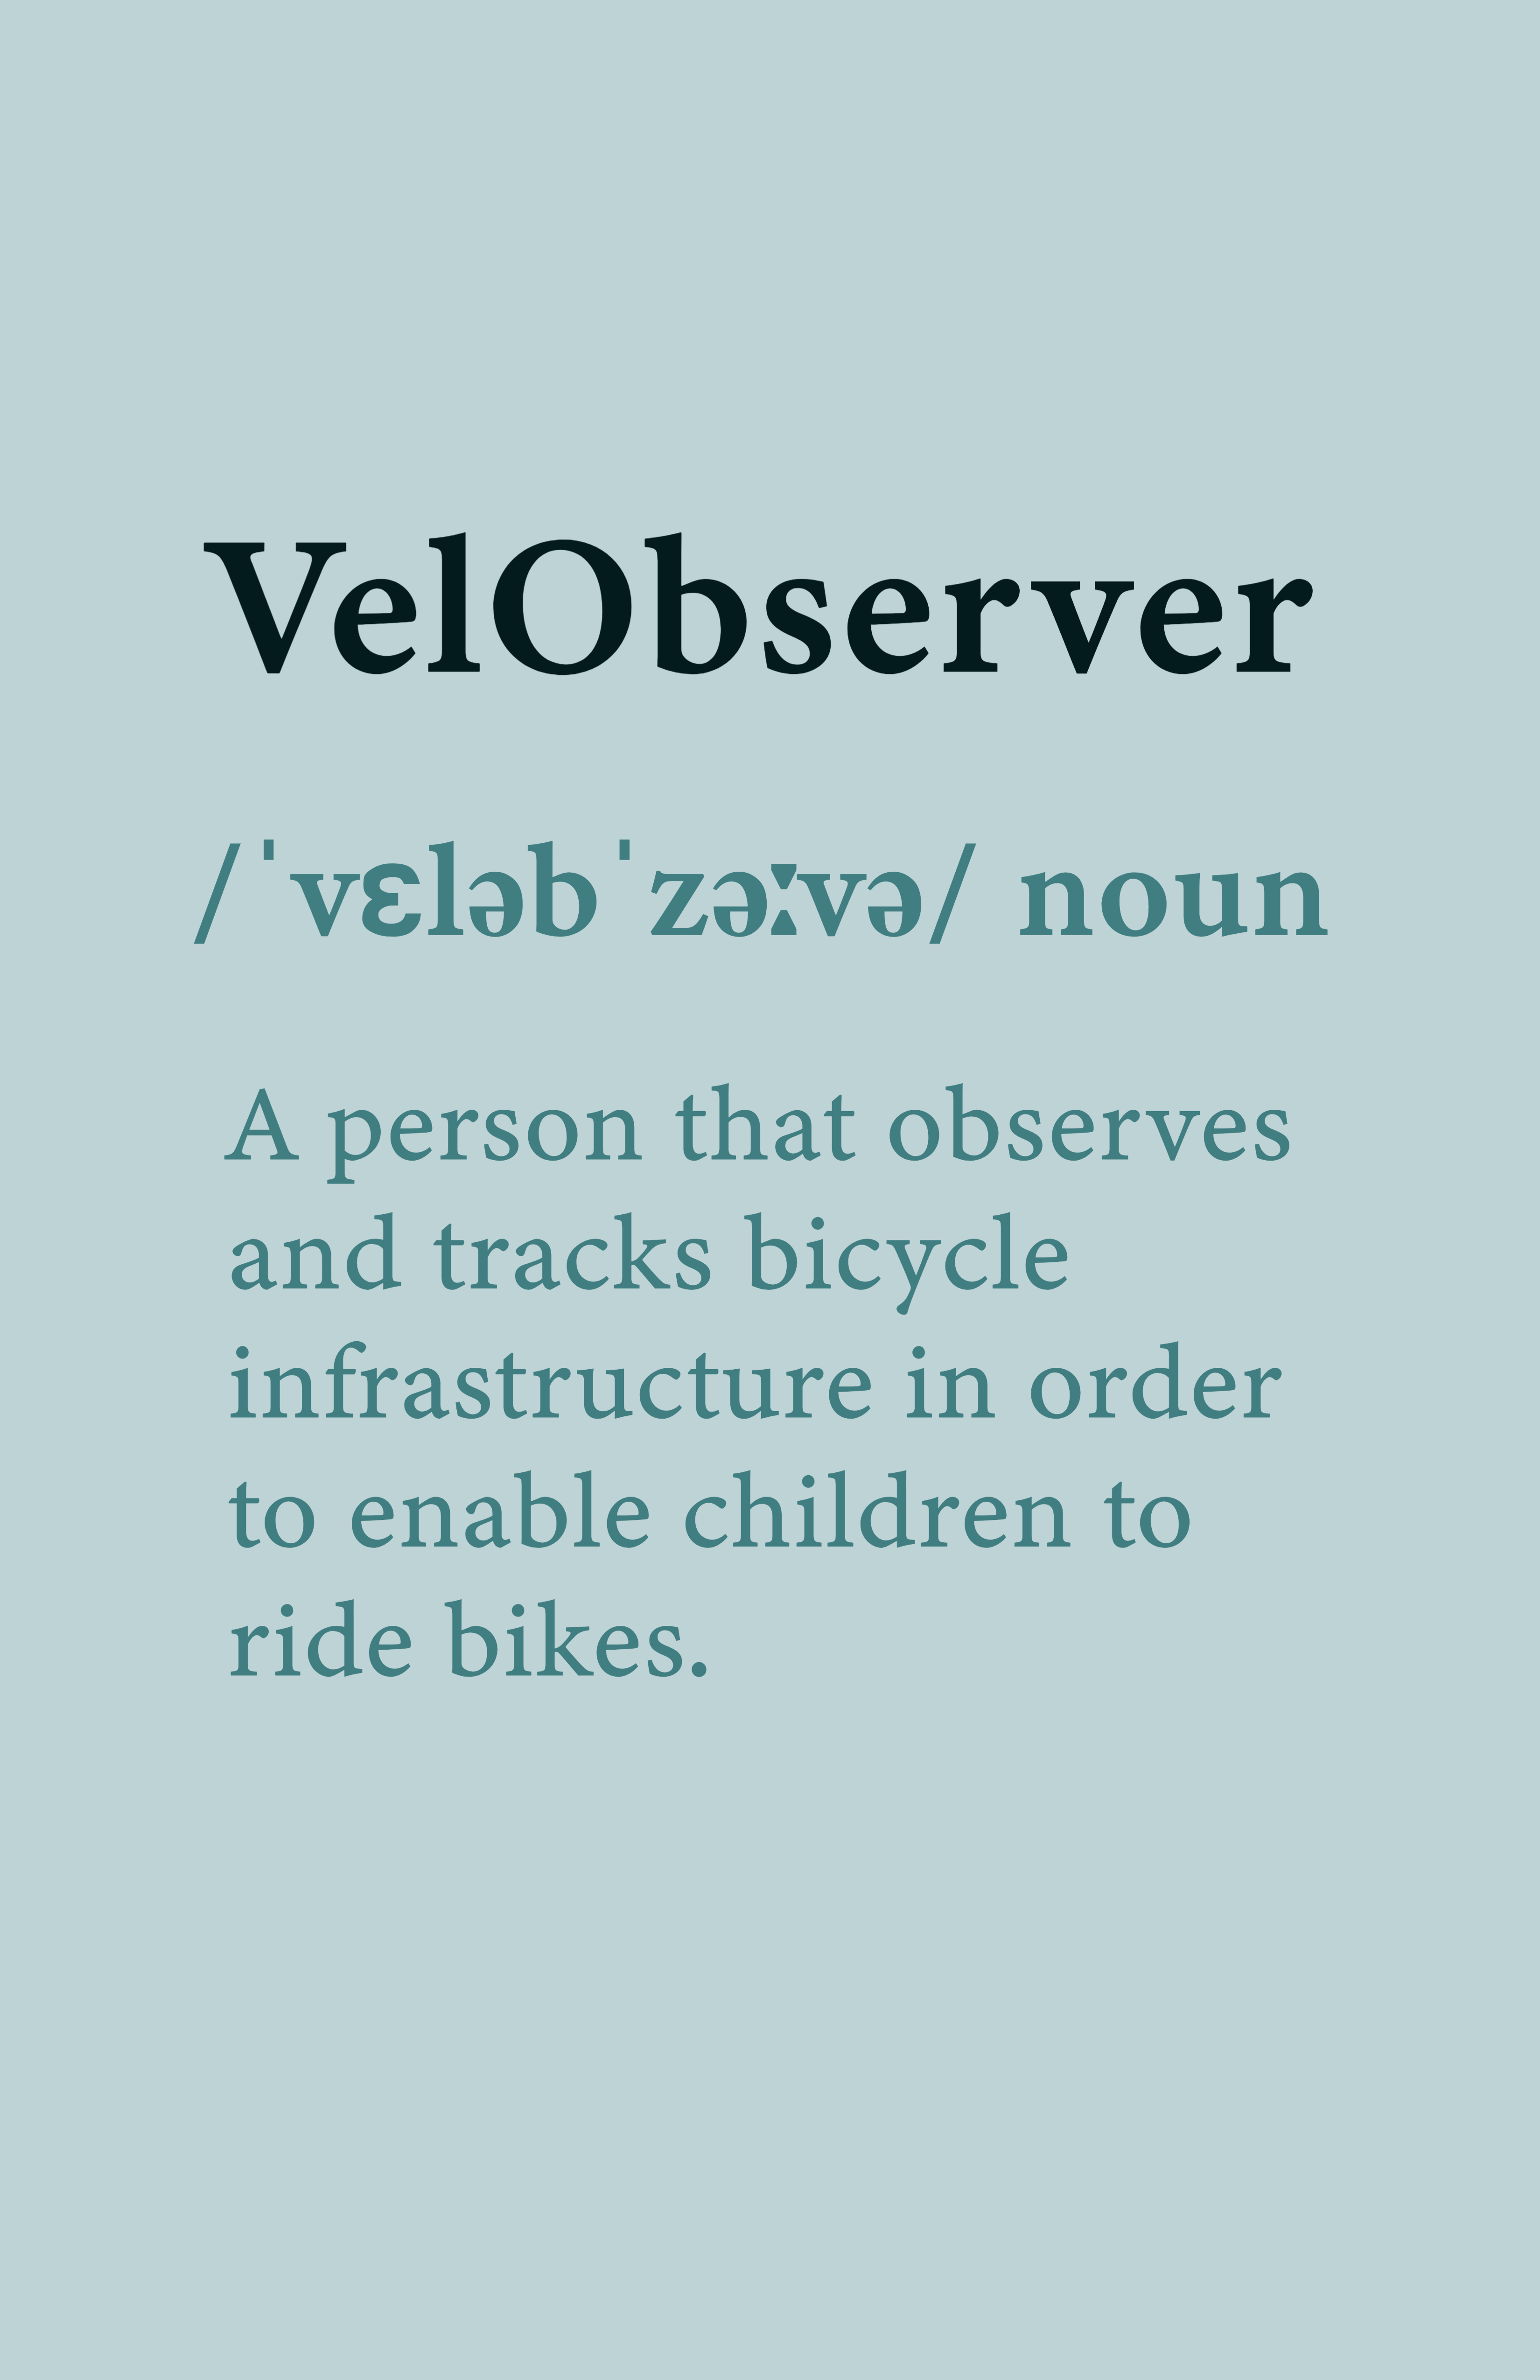 VelObserver
/ˈvɛləbˈzəːvə/ noun
A person that observes
and tracks bicycle
infrastructure in order
to enable children to
ride bikes.